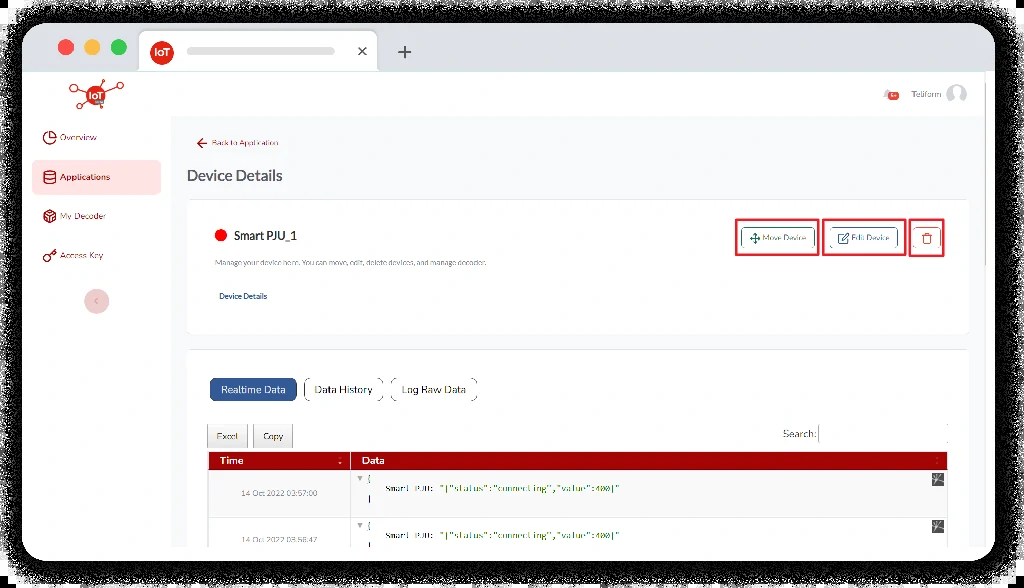 IoT
IoT
5+
Teliform
Overview
Applications
My Decoder
Access Key
Back to Application
Device Details
Smart PJU_1
Move Device
Edit Device
Manage your device here. You can move, edit, delete devices, and manage decoder.
Device Details
Realtime Data
Data History
Log Raw Data
Excel
Copy
Search:
Time
Data
14 Oct 2022 03:57:00
{
Smart PJU: "{"status":"connecting","value":400}"
}
14 Oct 2022 03:56:47
{
Smart PJU: "{"status":"connecting","value":400}"